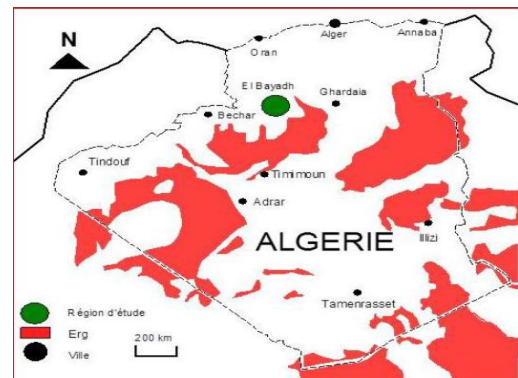 N
Oran
Alger
Annaba
El Bayadh
Ghardaia
Bechar
Tindouf
Timimoun
Adrar
ALGERIE
Illizi
Tamenrasset
Région d'étude
Erg
Ville
200 km